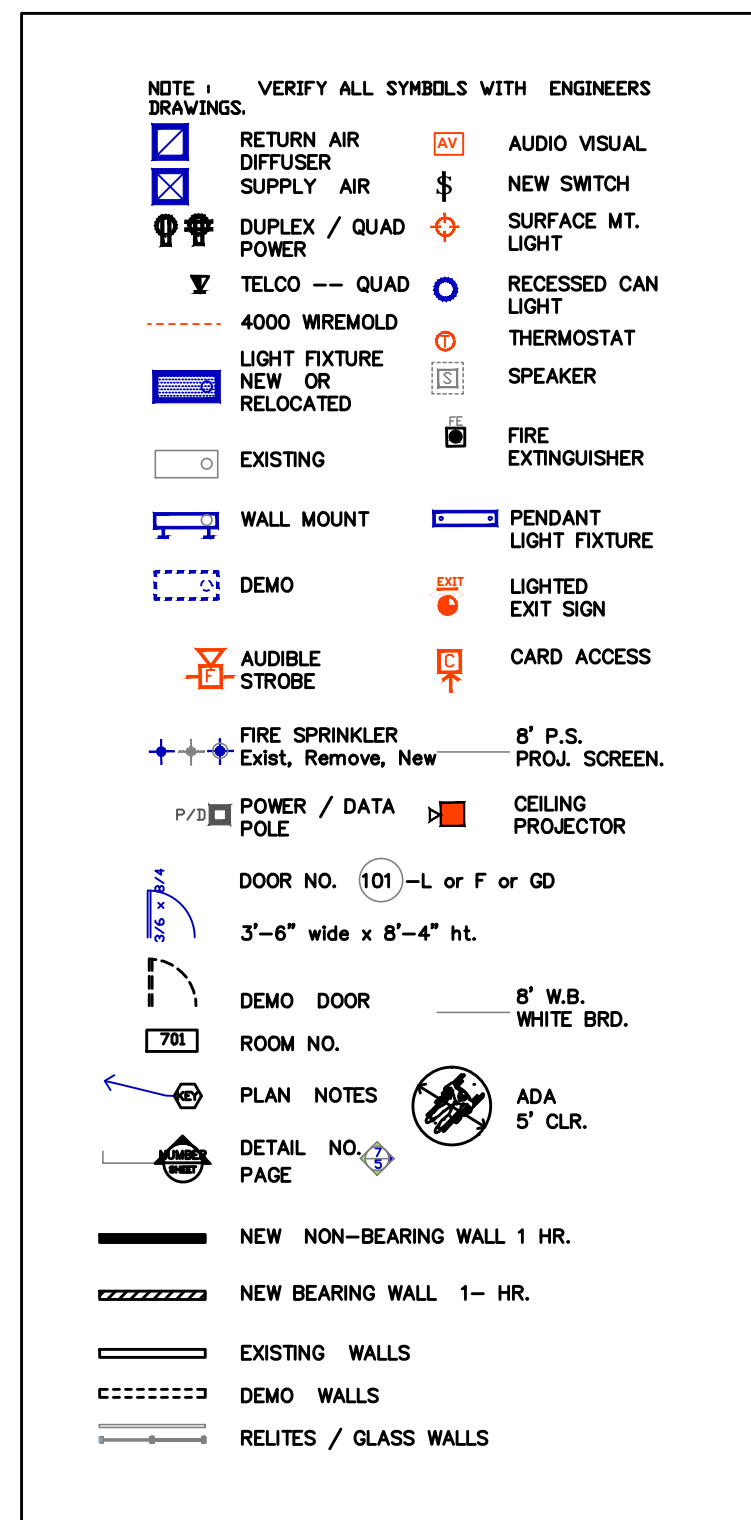 NOTE : VERIFY ALL SYMBOLS WITH ENGINEERS
DRAWINGS.
RETURN AIR
DIFFUSER
SUPPLY AIR
DUPLEX / QUAD
POWER
TELCO -- QUAD
4000 WIREMOLD
LIGHT FIXTURE
NEW OR
RELOCATED
EXISTING
WALL MOUNT
DEMO
F
AUDIBLE
STROBE
FIRE SPRINKLER
Exist, Remove, New
P/D
POWER / DATA
POLE
AV
AUDIO VISUAL
$
NEW SWITCH
SURFACE MT.
LIGHT
RECESSED CAN
LIGHT
T
THERMOSTAT
S
SPEAKER
FE
FIRE
EXTINGUISHER
PENDANT
LIGHT FIXTURE
EXIT
LIGHTED
EXIT SIGN
C
CARD ACCESS
8' P.S.
PROJ. SCREEN.
CEILING
PROJECTOR
3/6 x 8/4
DOOR NO. 101 -L or F or GD
3'-6" wide x 8'-4" ht.
DEMO DOOR
8' W.B.
WHITE BRD.
701
ROOM NO.
KEY
PLAN NOTES
ADA
5' CLR.
NUMBER
SHEET
DETAIL NO.
PAGE
7
5
NEW NON-BEARING WALL 1 HR.
NEW BEARING WALL 1- HR.
EXISTING WALLS
DEMO WALLS
RELITES / GLASS WALLS